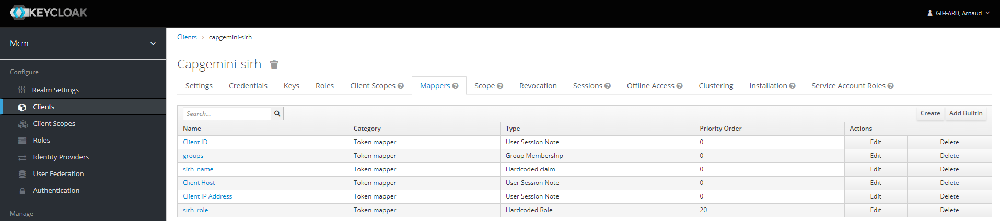 KEYCLOAK
GIFFARD, Arnaud
Mcm
Configure
Realm Settings
Clients
Client Scopes
Roles
Identity Providers
User Federation
Authentication
Manage
Clients > capgemini-sirh
Capgemini-sirh
Settings Credentials Keys Roles Client Scopes Mappers Scope Revocation Sessions Offline Access Clustering Installation Service Account Roles
Search... Create Add Builtin
Name Category Type Priority Order Actions
Client ID Token mapper User Session Note 0 Edit Delete
groups Token mapper Group Membership 0 Edit Delete
sirh_name Token mapper Hardcoded claim 0 Edit Delete
Client Host Token mapper User Session Note 0 Edit Delete
Client IP Address Token mapper User Session Note 0 Edit Delete
sirh_role Token mapper Hardcoded Role 20 Edit Delete